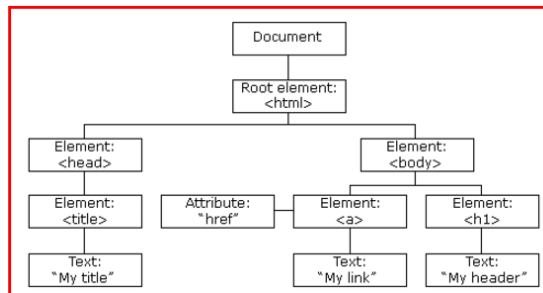 Document
Root element:
<html>
Element:
<head>
Element:
<body>
Element:
<title>
Attribute:
"href"
Element:
<a>
Element:
<h1>
Text:
"My title"
Text:
"My link"
Text:
"My header"